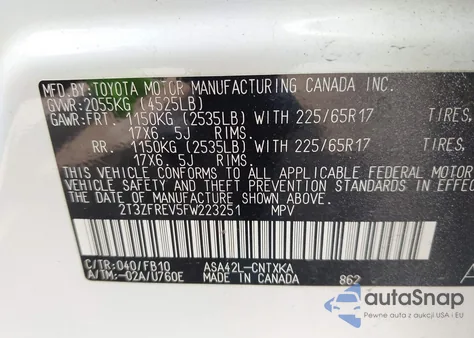 MFD.BY:TOYOTA MOTOR MANUFACTURING CANADA INC.
GVWR:2055KG (4525LB)
GAWR:FRT. 1150KG (2535LB) WITH 225/65R17 TIRES,
17X6.5J RIMS.
RR. 1150KG (2535LB) WITH 225/65R17 TIRES,
17X6.5J RIMS.
THIS VEHICLE CONFORMS TO ALL APPLICABLE FEDERAL MOTOR
VEHICLE SAFETY AND THEFT PREVENTION STANDARDS IN EFFECT ON
THE DATE OF MANUFACTURE SHOWN ABOVE.
2T3ZFREV5FW223251 MPV
C/TR:040/FB10 ASA42L-CNTXKA
A/TM:-02A/U760E MADE IN CANADA 862
autoSnap
Pewne auta z aukcji w USA i EU